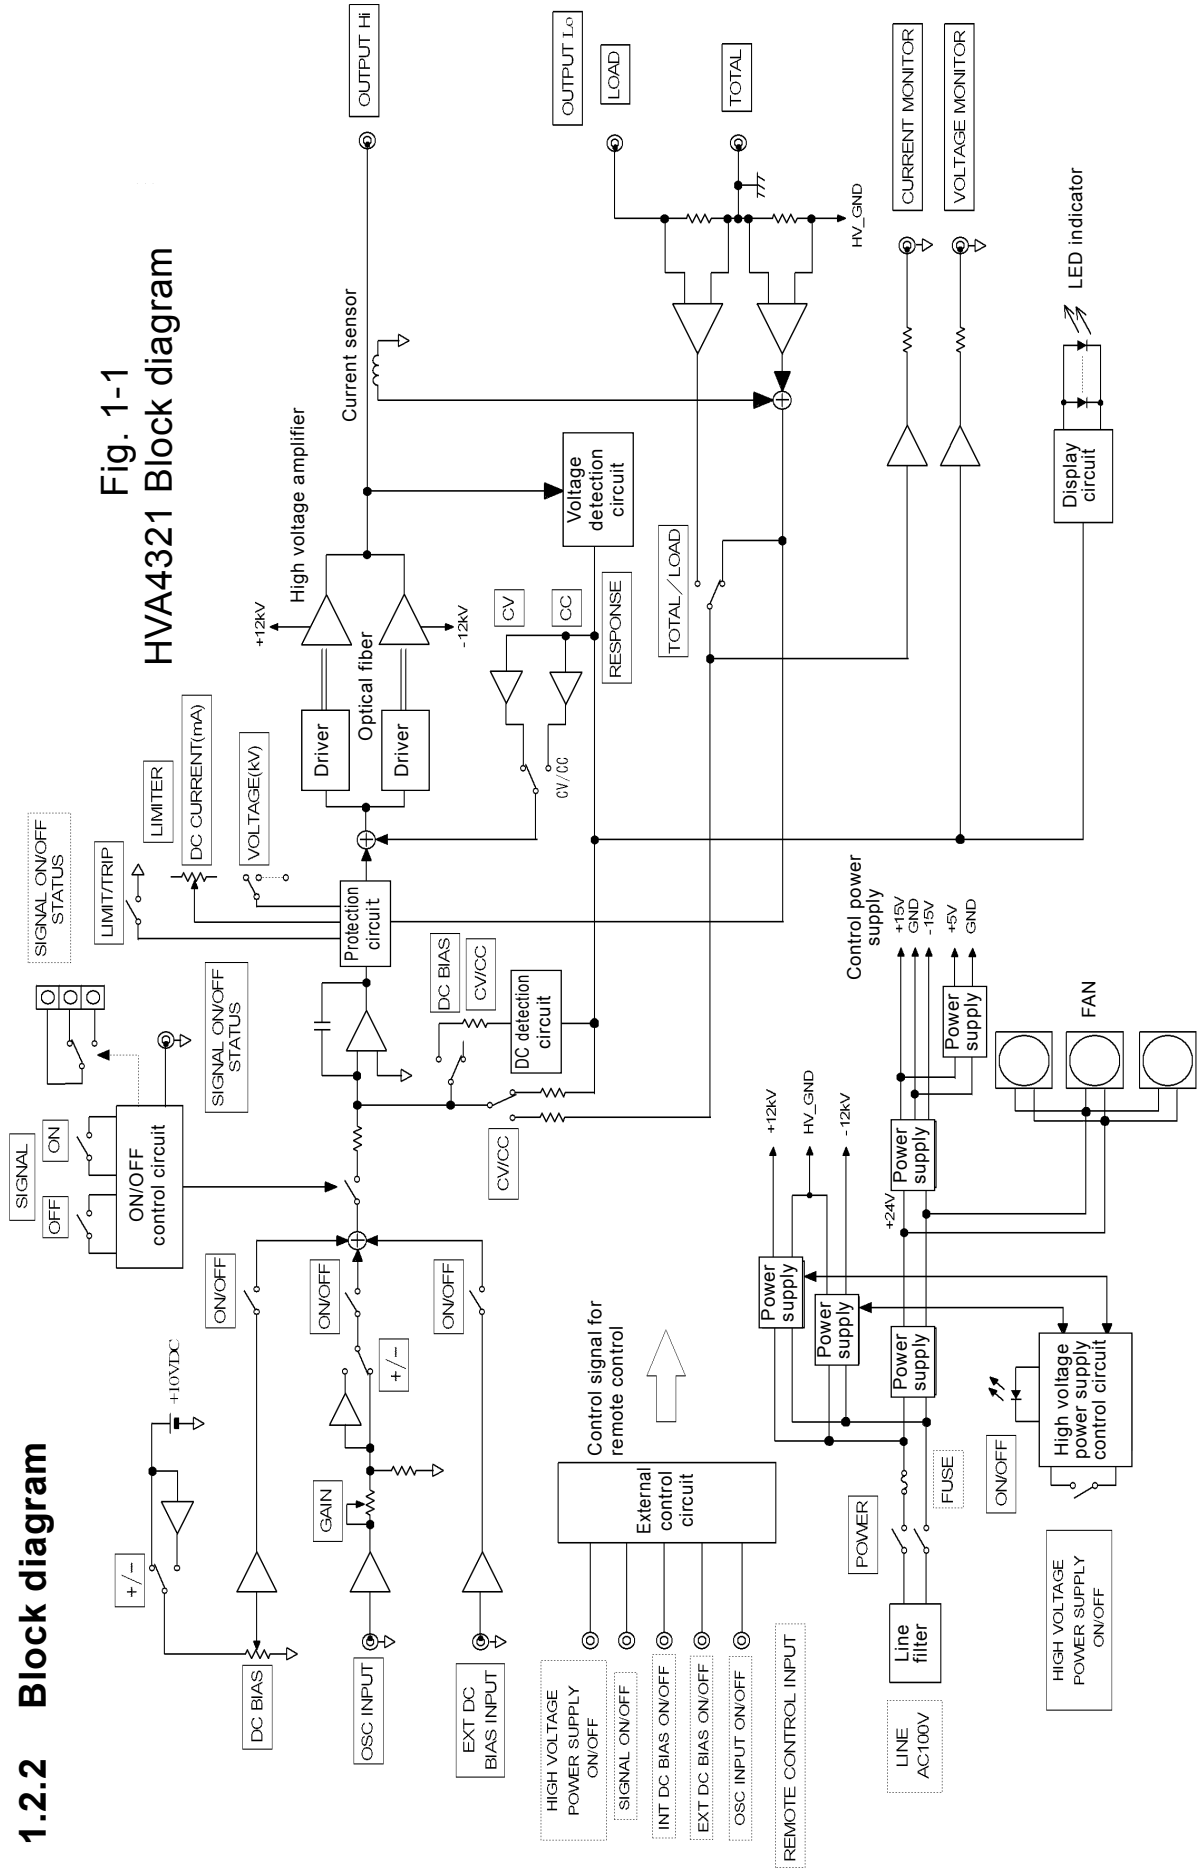 1.2.2 Block diagram
Fig. 1-1
HVA4321 Block diagram
SIGNAL
OFF
ON
ON/OFF
control circuit
SIGNAL ON/OFF
STATUS
SIGNAL ON/OFF
STATUS
LIMIT/TRIP
LIMITER
DC CURRENT(mA)
VOLTAGE(kV)
+/−
+10VDC
DC BIAS
ON/OFF
OSC INPUT
GAIN
+/−
ON/OFF
EXT DC
BIAS INPUT
ON/OFF
Protection
circuit
Driver
Driver
Optical fiber
+12kV
-12kV
High voltage amplifier
Current sensor
OUTPUT Hi
CV
CC
CV/CC
RESPONSE
Voltage
detection
circuit
DC BIAS
CV/CC
DC detection
circuit
CV/CC
OUTPUT Lo
LOAD
TOTAL
HV_GND
TOTAL/LOAD
CURRENT MONITOR
VOLTAGE MONITOR
Display
circuit
LED indicator
HIGH VOLTAGE
POWER SUPPLY
ON/OFF
SIGNAL ON/OFF
INT DC BIAS ON/OFF
EXT DC BIAS ON/OFF
OSC INPUT ON/OFF
REMOTE CONTROL INPUT
External
control
circuit
Control signal for
remote control
LINE
AC100V
Line
filter
POWER
FUSE
Power
supply
Power
supply
Power
supply
+12kV
HV_GND
-12kV
+24V
Power
supply
Power
supply
Control power
supply
+15V
GND
-15V
+5V
GND
FAN
HIGH VOLTAGE
POWER SUPPLY
ON/OFF
ON/OFF
High voltage
power supply
control circuit